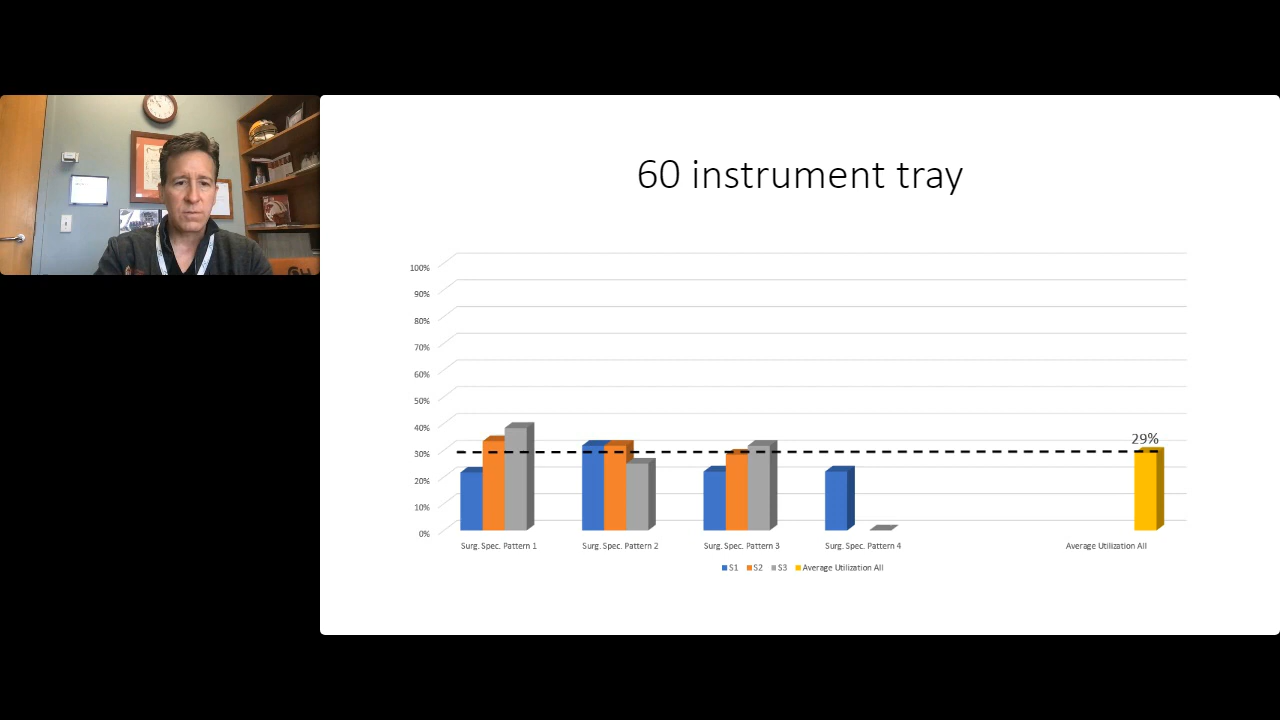 60 instrument tray
100%
90%
80%
70%
60%
50%
40%
30%
20%
10%
0%
29%
Surg. Spec. Pattern 1
Surg. Spec. Pattern 2
Surg. Spec. Pattern 3
Surg. Spec. Pattern 4
Average Utilization All
S1 S2 S3 Average Utilization All